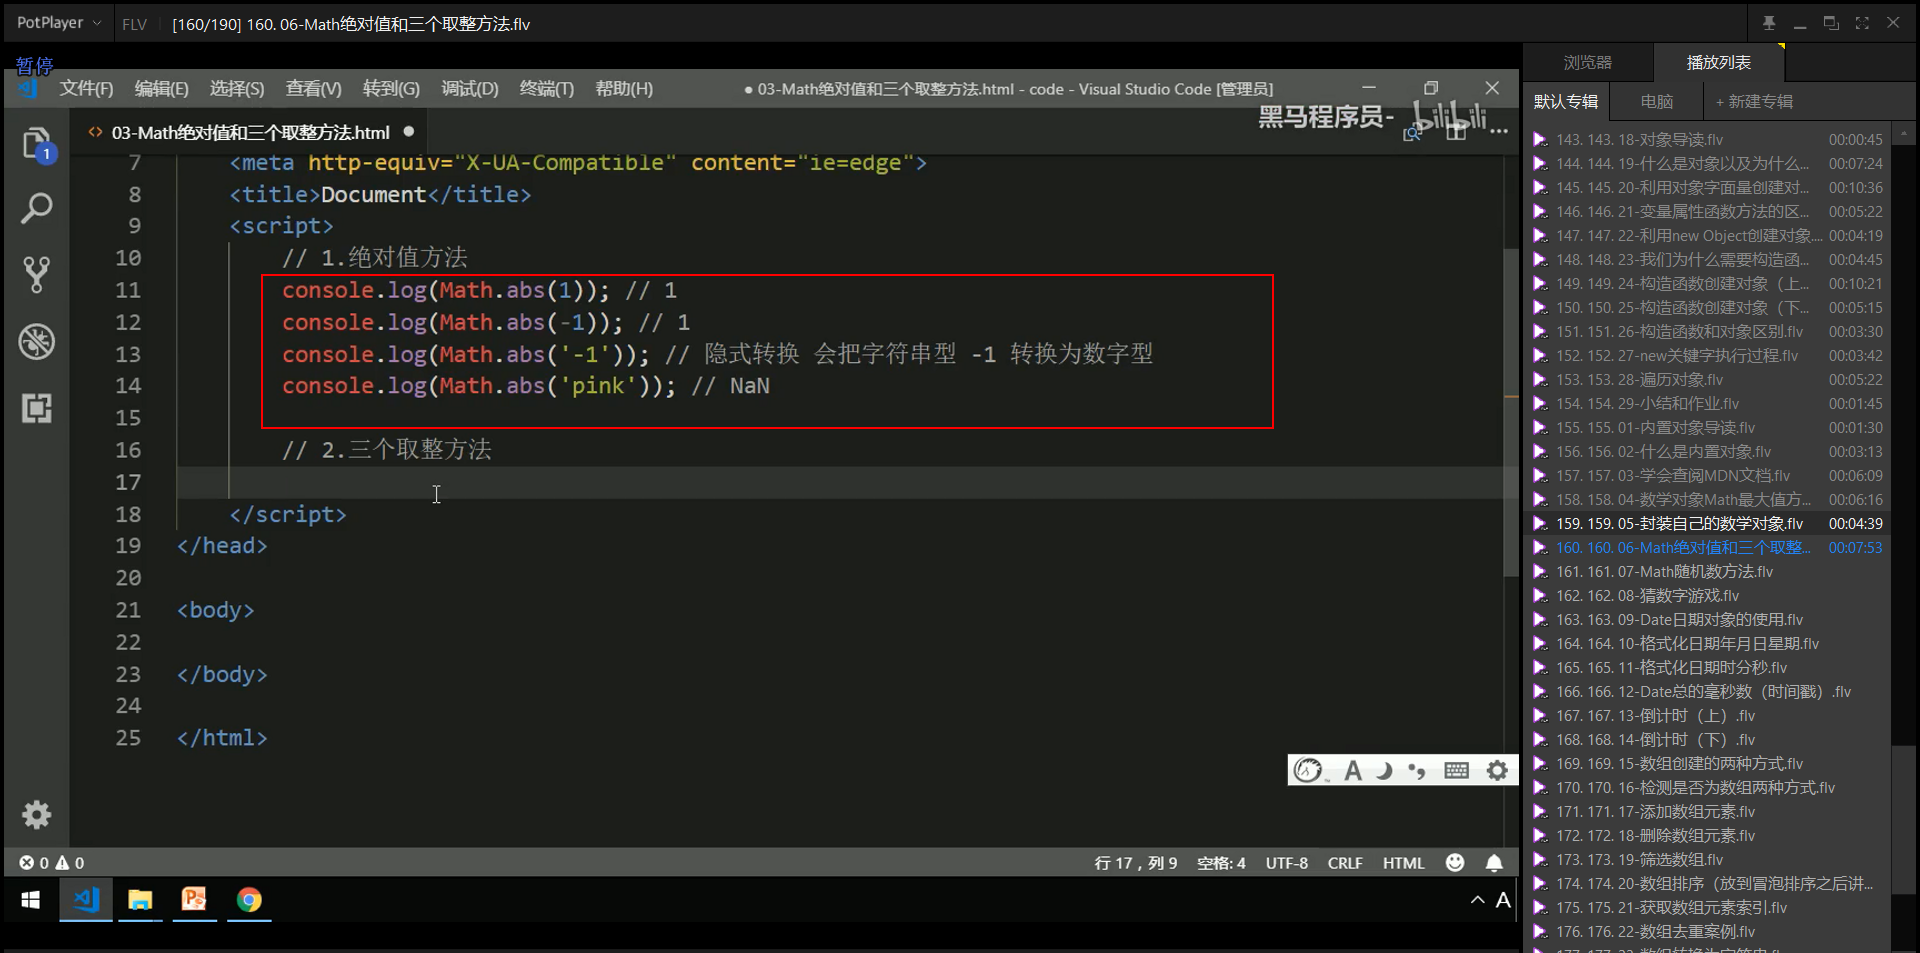 PotPlayer FLV [160/190] 160. 06-Math绝对值和三个取整方法.flv
暂停
文件(F) 编辑(E) 选择(S) 查看(V) 转到(G) 调试(D) 终端(T) 帮助(H) ● 03-Math绝对值和三个取整方法.html - code - Visual Studio Code [管理员]
黑马程序员- bilibili
1
<> 03-Math绝对值和三个取整方法.html ●
7 <meta http-equiv="X-UA-Compatible" content="ie=edge">
8 <title>Document</title>
9 <script>
10 // 1.绝对值方法
11 console.log(Math.abs(1)); // 1
12 console.log(Math.abs(-1)); // 1
13 console.log(Math.abs('-1')); // 隐式转换 会把字符串型 -1 转换为数字型
14 console.log(Math.abs('pink')); // NaN
15
16 // 2.三个取整方法
17
18 </script>
19 </head>
20
21 <body>
22
23 </body>
24
25 </html>
A
0 0 行 17，列 9 空格: 4 UTF-8 CRLF HTML
A
浏览器 播放列表
默认专辑 电脑 + 新建专辑
143. 143. 18-对象导读.flv 00:00:45
144. 144. 19-什么是对象以及为什么... 00:07:24
145. 145. 20-利用对象字面量创建对... 00:10:36
146. 146. 21-变量属性函数方法的区... 00:05:22
147. 147. 22-利用new Object创建对象.... 00:04:19
148. 148. 23-我们为什么需要构造函... 00:04:45
149. 149. 24-构造函数创建对象（上... 00:10:21
150. 150. 25-构造函数创建对象（下... 00:05:15
151. 151. 26-构造函数和对象区别.flv 00:03:30
152. 152. 27-new关键字执行过程.flv 00:03:42
153. 153. 28-遍历对象.flv 00:05:22
154. 154. 29-小结和作业.flv 00:01:45
155. 155. 01-内置对象导读.flv 00:01:30
156. 156. 02-什么是内置对象.flv 00:03:13
157. 157. 03-学会查阅MDN文档.flv 00:06:09
158. 158. 04-数学对象Math最大值方... 00:06:16
159. 159. 05-封装自己的数学对象.flv 00:04:39
160. 160. 06-Math绝对值和三个取整... 00:07:53
161. 161. 07-Math随机数方法.flv
162. 162. 08-猜数字游戏.flv
163. 163. 09-Date日期对象的使用.flv
164. 164. 10-格式化日期年月日星期.flv
165. 165. 11-格式化日期时分秒.flv
166. 166. 12-Date总的毫秒数（时间戳）.flv
167. 167. 13-倒计时（上）.flv
168. 168. 14-倒计时（下）.flv
169. 169. 15-数组创建的两种方式.flv
170. 170. 16-检测是否为数组两种方式.flv
171. 171. 17-添加数组元素.flv
172. 172. 18-删除数组元素.flv
173. 173. 19-筛选数组.flv
174. 174. 20-数组排序（放到冒泡排序之后讲...
175. 175. 21-获取数组元素索引.flv
176. 176. 22-数组去重案例.flv